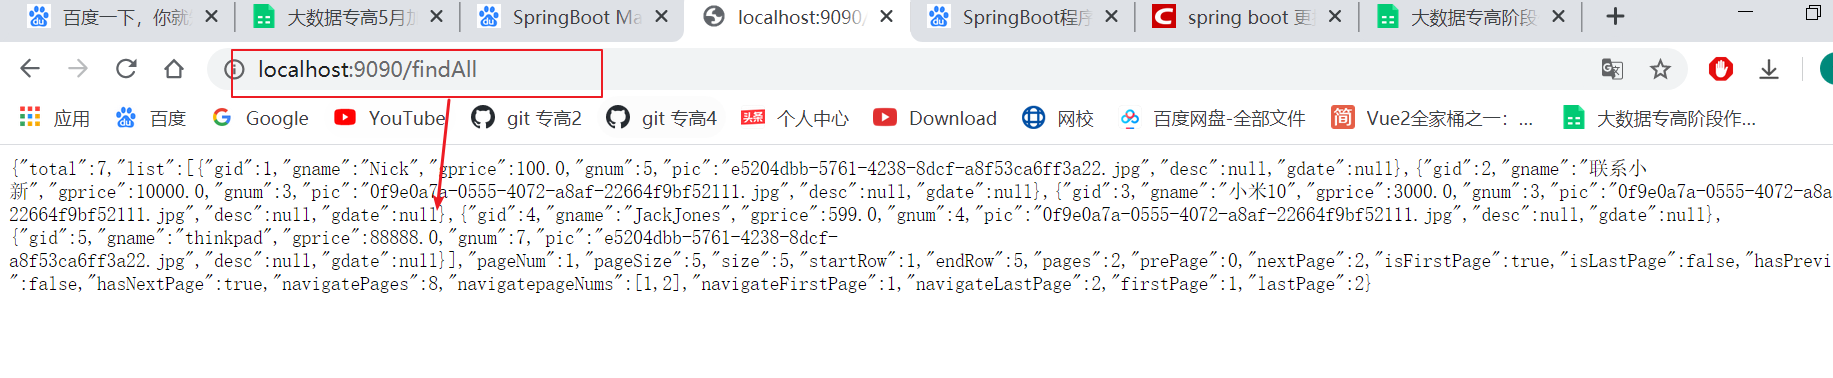 百度一下，你就
大数据专高5月加
SpringBoot Ma
localhost:9090/
SpringBoot程序
spring boot 更
大数据专高阶段
localhost:9090/findAll
应用 百度 Google YouTube git 专高2 git 专高4 头条 个人中心 Download 网校 百度网盘-全部文件 简 Vue2全家桶之一：... 大数据专高阶段作...
{"total":7,"list":[{"gid":1,"gname":"Nick","gprice":100.0,"gnum":5,"pic":"e5204dbb-5761-4238-8dcf-a8f53ca6ff3a22.jpg","desc":null,"gdate":null},{"gid":2,"gname":"联系小
新","gprice":10000.0,"gnum":3,"pic":"0f9e0a7a-0555-4072-a8af-22664f9bf52111.jpg","desc":null,"gdate":null},{"gid":3,"gname":"小米10","gprice":3000.0,"gnum":3,"pic":"0f9e0a7a-0555-4072-a8a
22664f9bf52111.jpg","desc":null,"gdate":null},{"gid":4,"gname":"JackJones","gprice":599.0,"gnum":4,"pic":"0f9e0a7a-0555-4072-a8af-22664f9bf52111.jpg","desc":null,"gdate":null},
{"gid":5,"gname":"thinkpad","gprice":88888.0,"gnum":7,"pic":"e5204dbb-5761-4238-8dcf-
a8f53ca6ff3a22.jpg","desc":null,"gdate":null}],"pageNum":1,"pageSize":5,"size":5,"startRow":1,"endRow":5,"pages":2,"prePage":0,"nextPage":2,"isFirstPage":true,"isLastPage":false,"hasPrevi
":false,"hasNextPage":true,"navigatePages":8,"navigatepageNums":[1,2],"navigateFirstPage":1,"navigateLastPage":2,"firstPage":1,"lastPage":2}